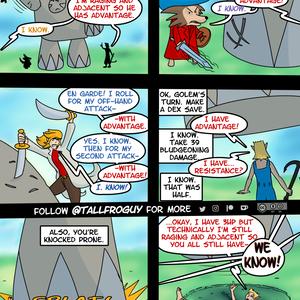 I'M RAGING AND
ADJACENT SO HE
HAS ADVANTAGE.
I KNOW.
ADVANTAGE!
I KNOW.
EN GARDE! I ROLL
FOR MY OFF-HAND
ATTACK-
-WITH
ADVANTAGE.
YES. I KNOW.
THEN FOR MY
SECOND ATTACK-
-WITH
ADVANTAGE!
I. KNOW!
OK, GOLEM'S
TURN. MAKE
A DEX SAVE.
I HAVE
ADVANTAGE!
I KNOW.
TAKE 39
BLUDGEONING
DAMAGE.
I HAVE...
RESISTANCE?
I KNOW.
THAT WAS
HALF.
FOLLOW @TALLFROGUY FOR MORE
ALSO, YOU'RE
KNOCKED PRONE.
...OKAY, I HAVE 3HP BUT
TECHNICALLY I'M STILL
RAGING AND ADJACENT SO
YOU ALL STILL HAVE-
WE
KNOW!